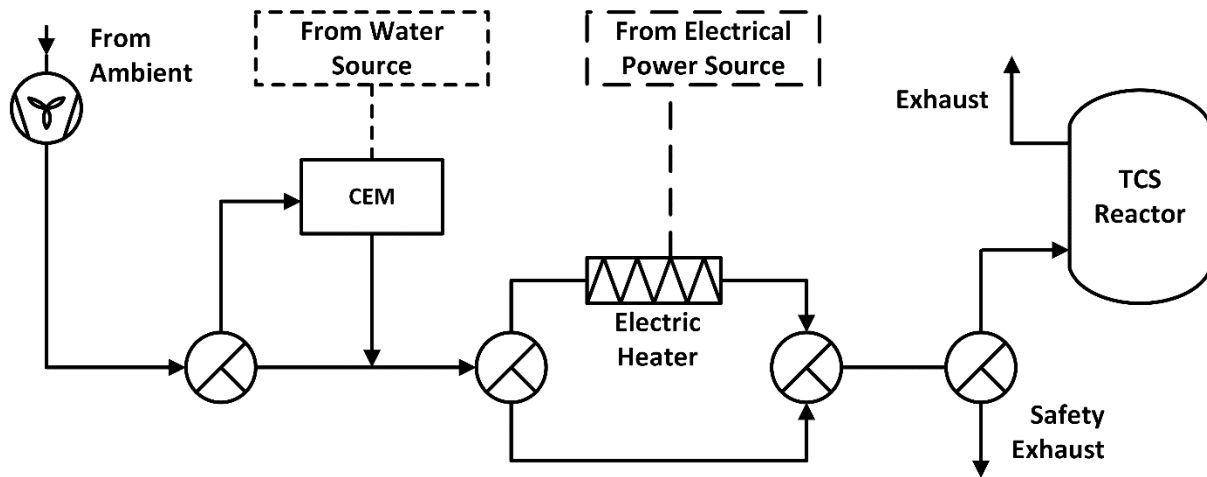 From
Ambient
From Water
Source
From Electrical
Power Source
Exhaust
CEM
TCS
Reactor
Electric
Heater
Safety
Exhaust